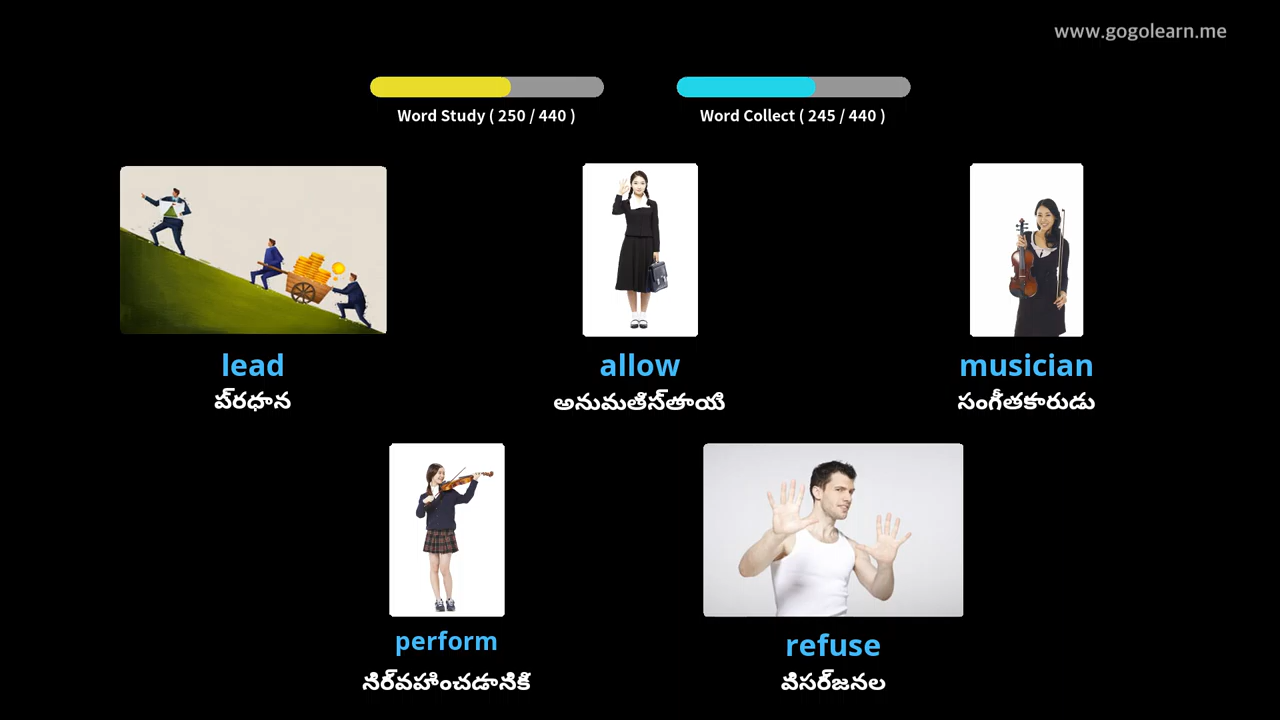 www.gogolearn.me
Word Study ( 250 / 440 )
Word Collect ( 245 / 440 )
lead
ప్రధాన
allow
అనుమతిస్తాయి
musician
సంగీతకారుడు
perform
నిర్వహించడానికి
refuse
విసర్జనల